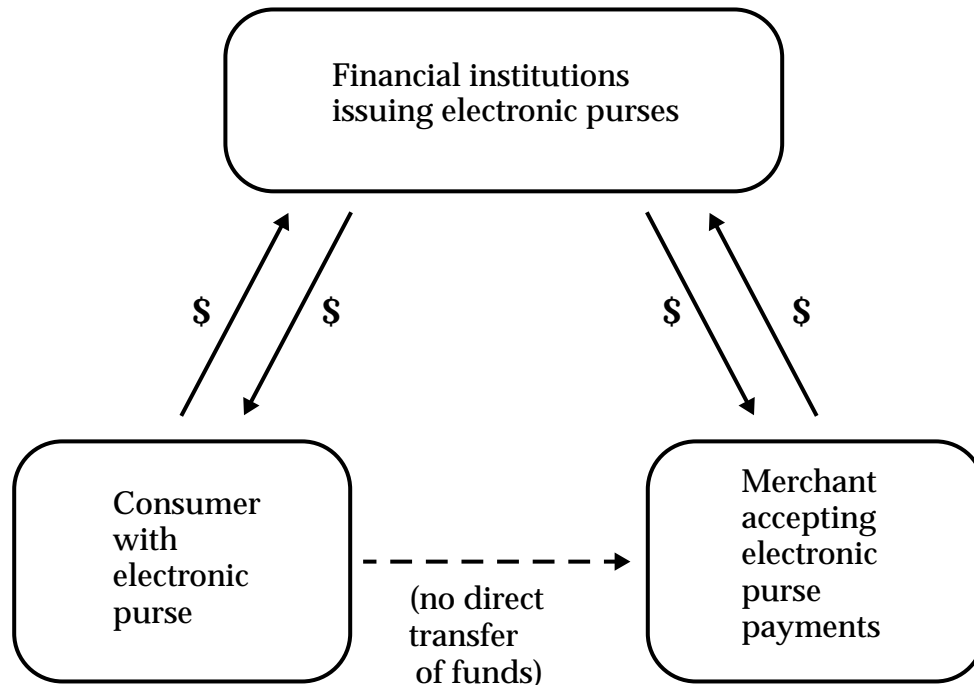 Financial institutions
issuing electronic purses
$
$
$
$
Consumer
with
electronic
purse
(no direct
transfer
of funds)
Merchant
accepting
electronic
purse
payments